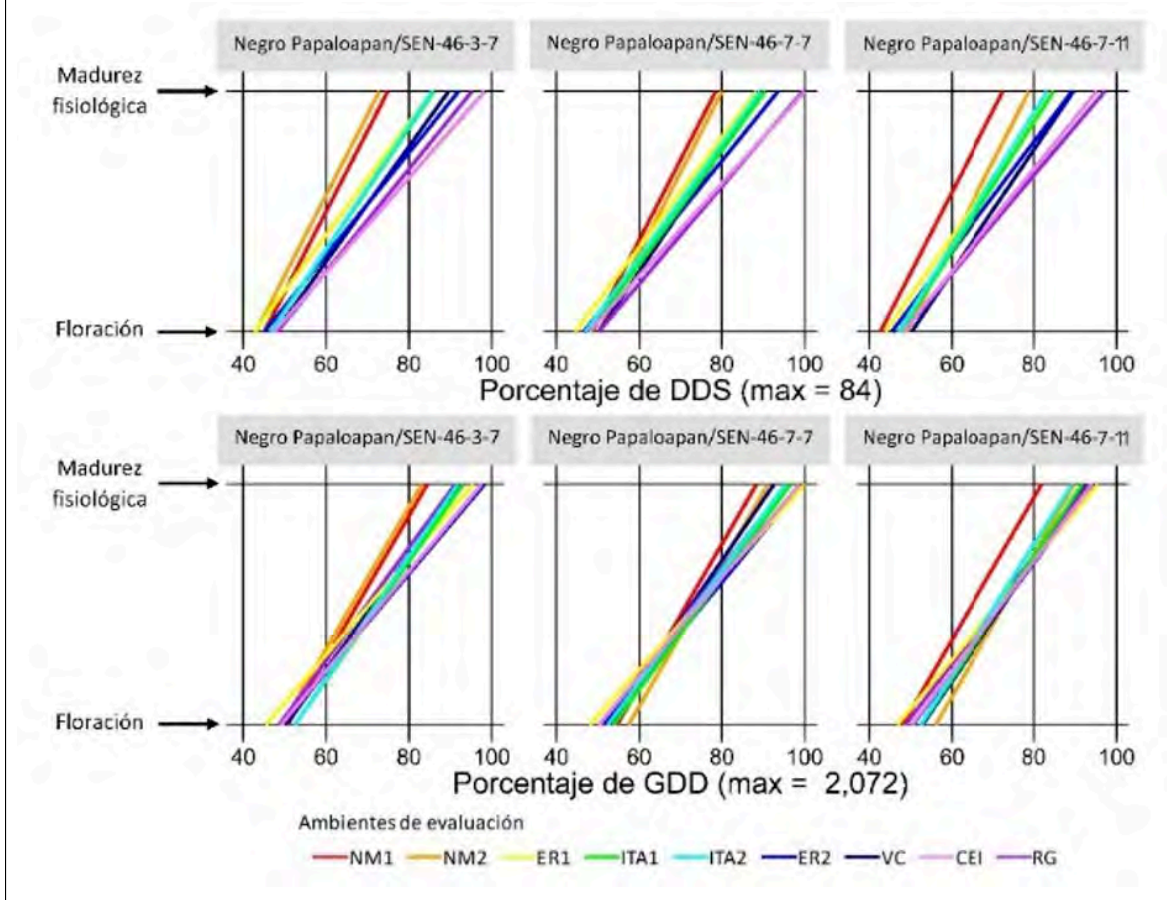 Negro Papaloapan/SEN-46-3-7 Negro Papaloapan/SEN-46-7-7 Negro Papaloapan/SEN-46-7-11
Madurez
fisiológica
Floración
40 60 80 100 40 60 80 100 40 60 80 100
Porcentaje de DDS (max = 84)
Negro Papaloapan/SEN-46-3-7 Negro Papaloapan/SEN-46-7-7 Negro Papaloapan/SEN-46-7-11
Madurez
fisiológica
Floración
40 60 80 100 40 60 80 100 40 60 80 100
Porcentaje de GDD (max = 2,072)
Ambientes de evaluación
NM1 NM2 ER1 ITA1 ITA2 ER2 VC CEI RG